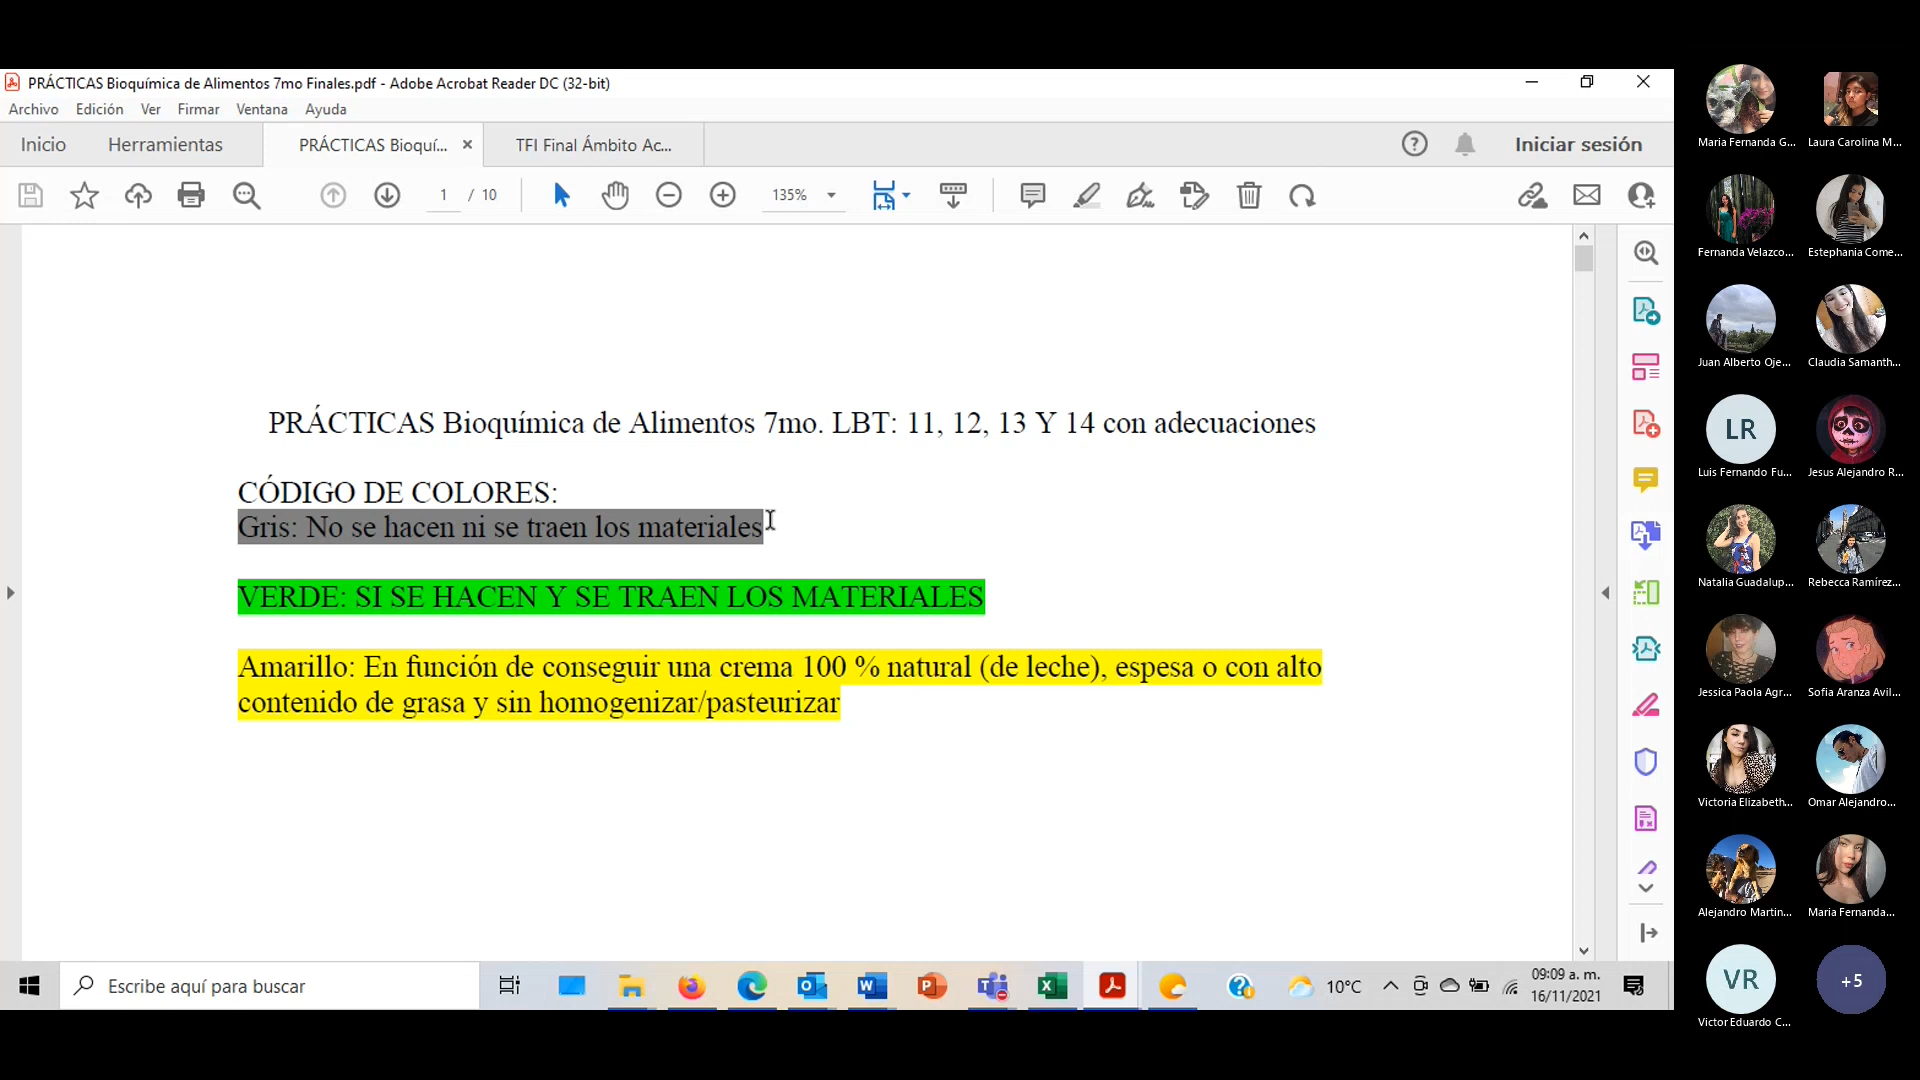 PRÁCTICAS Bioquímica de Alimentos 7mo Finales.pdf - Adobe Acrobat Reader DC (32-bit)
Archivo Edición Ver Firmar Ventana Ayuda
Inicio Herramientas PRÁCTICAS Bioquí... TFI Final Ámbito Ac... Iniciar sesión
1 / 10 135%
PRÁCTICAS Bioquímica de Alimentos 7mo. LBT: 11, 12, 13 Y 14 con adecuaciones
CÓDIGO DE COLORES:
Gris: No se hacen ni se traen los materiales
VERDE: SI SE HACEN Y SE TRAEN LOS MATERIALES
Amarillo: En función de conseguir una crema 100 % natural (de leche), espesa o con alto
contenido de grasa y sin homogenizar/pasteurizar
Escribe aquí para buscar
10°C
09:09 a. m.
16/11/2021
Maria Fernanda G... Laura Carolina M...
Fernanda Velazco... Estephania Come...
Juan Alberto Oje... Claudia Samanth...
LR
Luis Fernando Fu... Jesus Alejandro R...
Natalia Guadalup... Rebecca Ramírez...
Jessica Paola Agr... Sofia Aranza Avil...
Victoria Elizabeth... Omar Alejandro...
Alejandro Martin... Maria Fernanda...
VR +5
Victor Eduardo C...